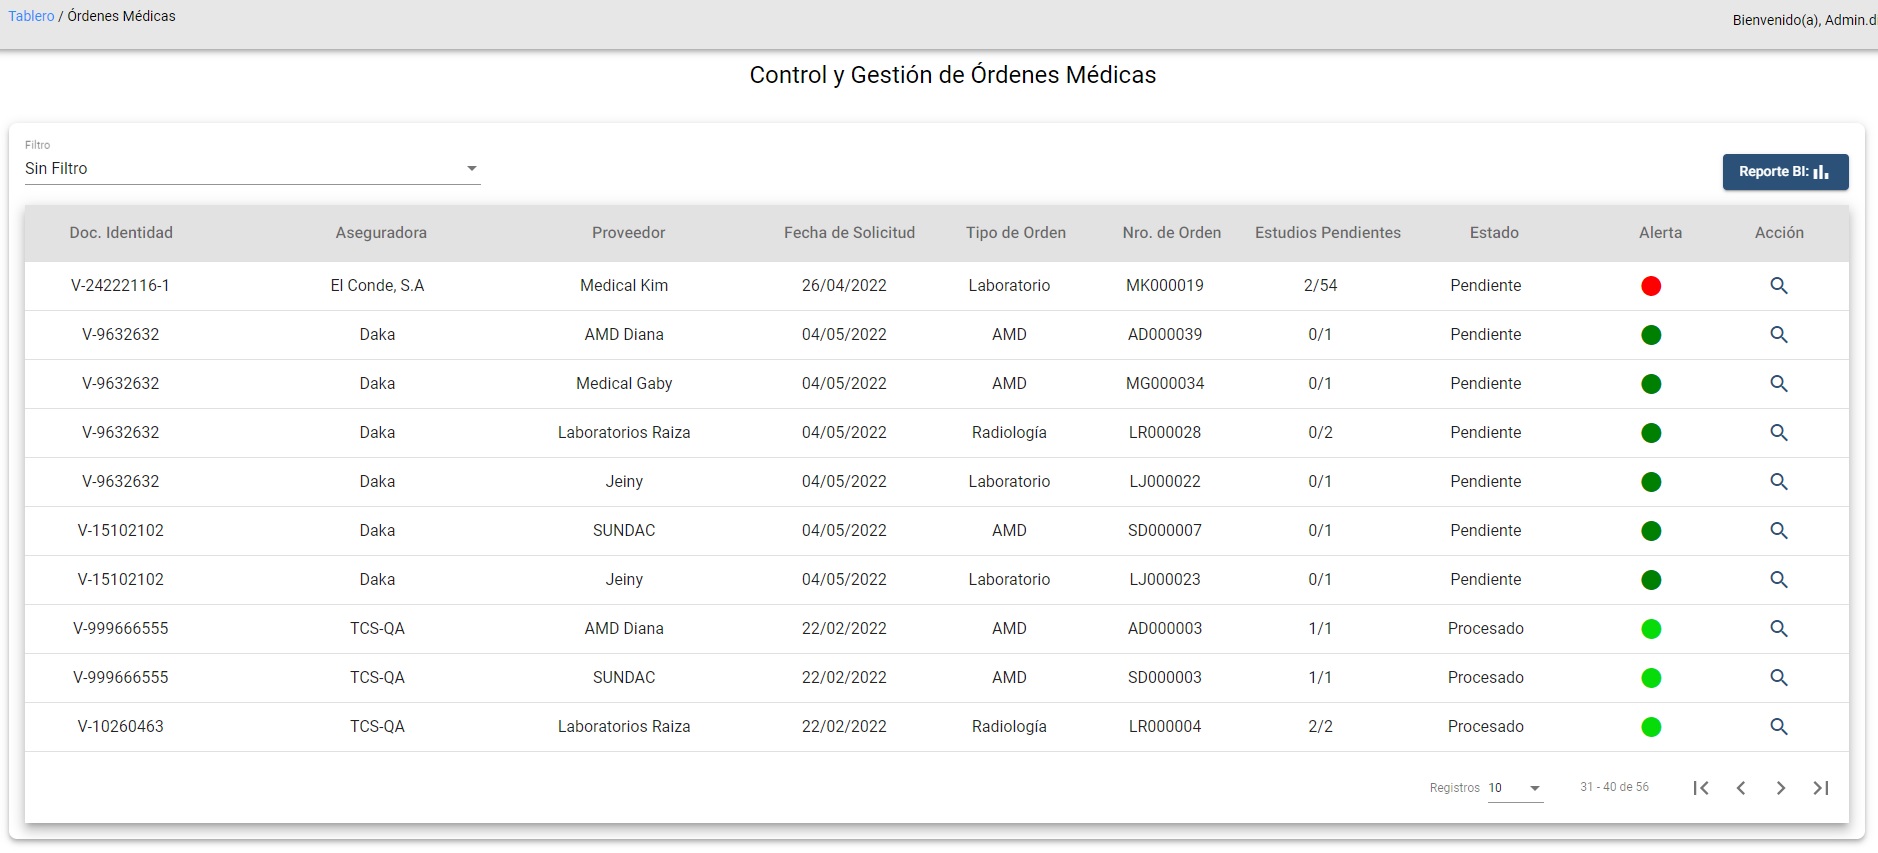 Tablero / Órdenes Médicas
Bienvenido(a), Admin.d
Control y Gestión de Órdenes Médicas
Filtro
Sin Filtro
Reporte BI:
Doc. Identidad Aseguradora Proveedor Fecha de Solicitud Tipo de Orden Nro. de Orden Estudios Pendientes Estado Alerta Acción
V-24222116-1 El Conde, S.A Medical Kim 26/04/2022 Laboratorio MK000019 2/54 Pendiente
V-9632632 Daka AMD Diana 04/05/2022 AMD AD000039 0/1 Pendiente
V-9632632 Daka Medical Gaby 04/05/2022 AMD MG000034 0/1 Pendiente
V-9632632 Daka Laboratorios Raiza 04/05/2022 Radiología LR000028 0/2 Pendiente
V-9632632 Daka Jeiny 04/05/2022 Laboratorio LJ000022 0/1 Pendiente
V-15102102 Daka SUNDAC 04/05/2022 AMD SD000007 0/1 Pendiente
V-15102102 Daka Jeiny 04/05/2022 Laboratorio LJ000023 0/1 Pendiente
V-999666555 TCS-QA AMD Diana 22/02/2022 AMD AD000003 1/1 Procesado
V-999666555 TCS-QA SUNDAC 22/02/2022 AMD SD000003 1/1 Procesado
V-10260463 TCS-QA Laboratorios Raiza 22/02/2022 Radiología LR000004 2/2 Procesado
Registros 10 31 - 40 de 56